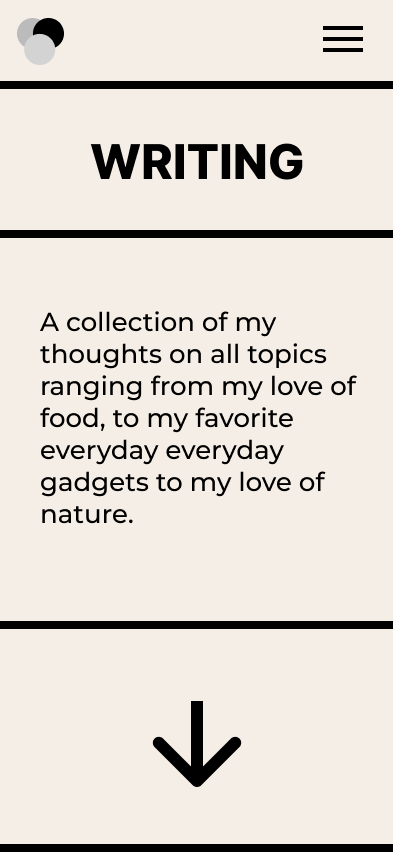 WRITING
A collection of my
thoughts on all topics
ranging from my love of
food, to my favorite
everyday everyday
gadgets to my love of
nature.